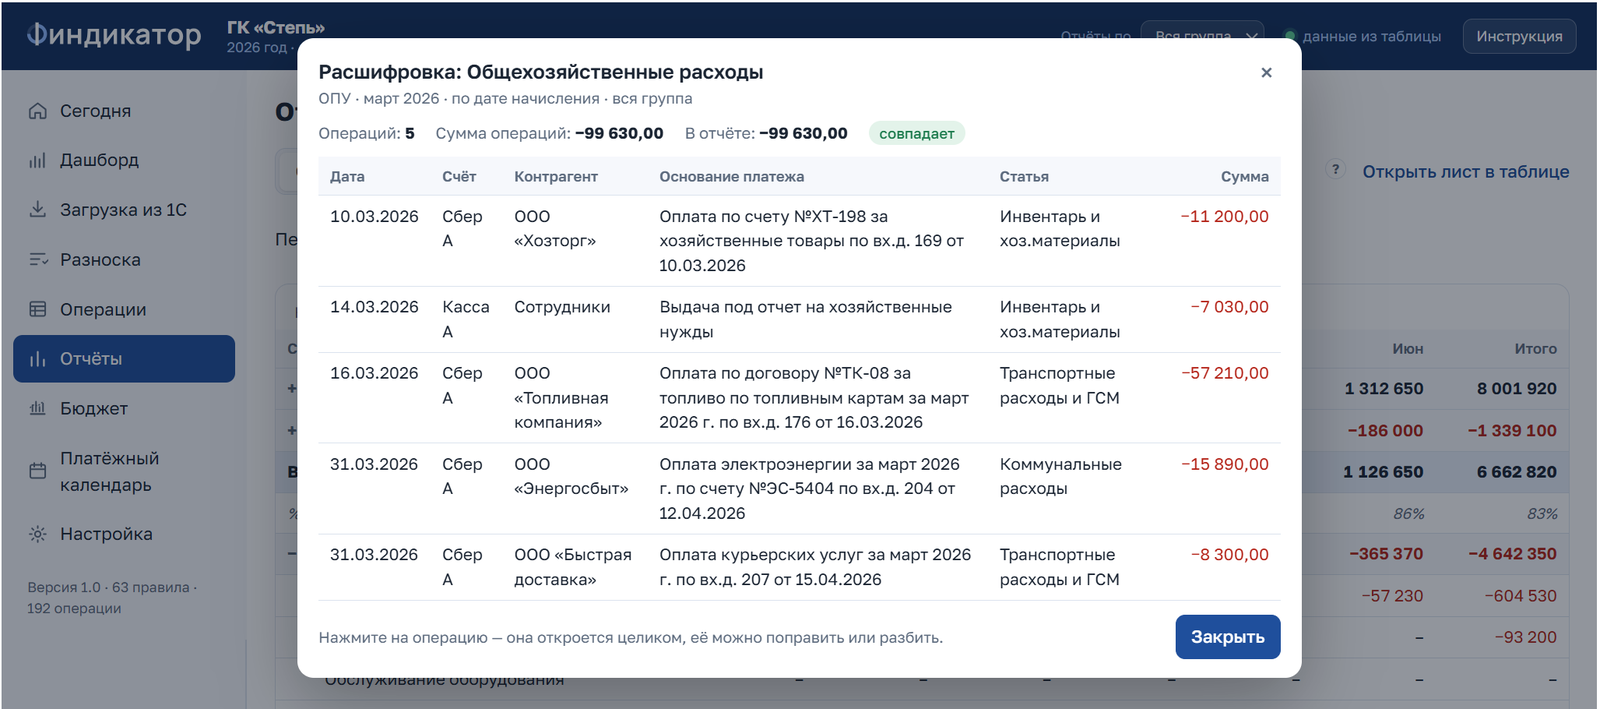 Финдикатор
ГК «Степь»
2026 год ·
Отчёты по
Вся группа
данные из таблицы
Инструкция
Сегодня
Дашборд
Загрузка из 1С
Разноска
Операции
Отчёты
Бюджет
Платёжный
календарь
Настройка
Версия 1.0 · 63 правила ·
192 операции
?
Открыть лист в таблице
Расшифровка: Общехозяйственные расходы
×
ОПУ · март 2026 · по дате начисления · вся группа
Операций: 5 Сумма операций: −99 630,00 В отчёте: −99 630,00 совпадает
Дата Счёт Контрагент Основание платежа Статья Сумма
10.03.2026 Сбер ООО Оплата по счету №ХТ-198 за Инвентарь и −11 200,00
А «Хозторг» хозяйственные товары по вх.д. 169 от хоз.материалы
10.03.2026
14.03.2026 Касса Сотрудники Выдача под отчет на хозяйственные Инвентарь и −7 030,00
А нужды хоз.материалы
16.03.2026 Сбер ООО Оплата по договору №ТК-08 за Транспортные −57 210,00
А «Топливная топливо по топливным картам за март расходы и ГСМ
компания» 2026 г. по вх.д. 176 от 16.03.2026
31.03.2026 Сбер ООО Оплата электроэнергии за март 2026 Коммунальные −15 890,00
А «Энергосбыт» г. по счету №ЭС-5404 по вх.д. 204 от расходы
12.04.2026
31.03.2026 Сбер ООО «Быстрая Оплата курьерских услуг за март 2026 Транспортные −8 300,00
А доставка» г. по вх.д. 207 от 15.04.2026 расходы и ГСМ
Нажмите на операцию — она откроется целиком, её можно поправить или разбить.
Закрыть
Июн Итого
+ 1 312 650 8 001 920
+ −186 000 −1 339 100
1 126 650 6 662 820
% 86% 83%
− −365 370 −4 642 350
−57 230 −604 530
– −93 200
Обслуживание оборудования – – – – – – –